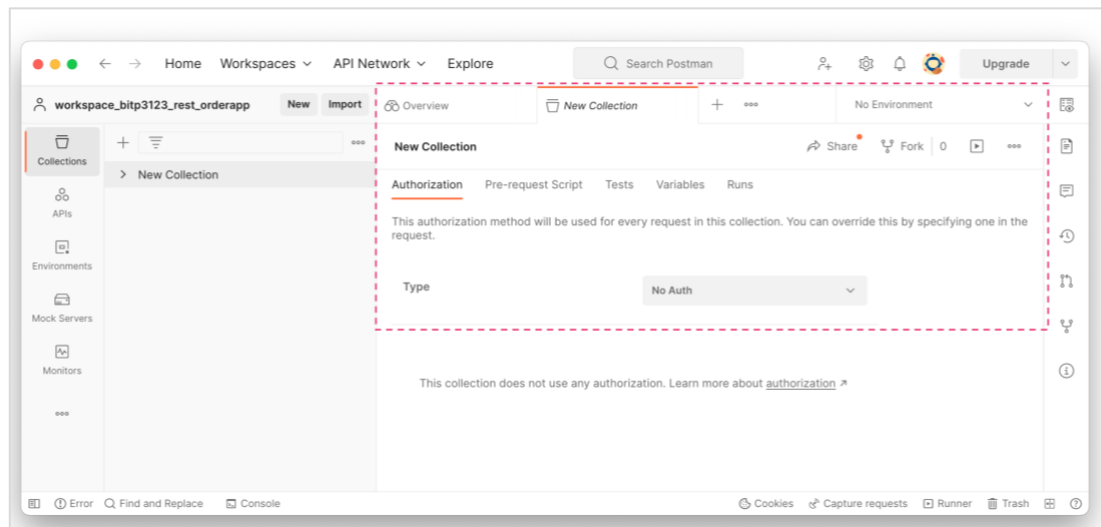 Home Workspaces API Network Explore Search Postman Upgrade
workspace_bitp3123_rest_orderapp New Import Overview New Collection No Environment
Collections
New Collection
New Collection Share Fork 0
APIs
Authorization Pre-request Script Tests Variables Runs
This authorization method will be used for every request in this collection. You can override this by specifying one in the
request.
Environments
Type No Auth
Mock Servers
Monitors
This collection does not use any authorization. Learn more about authorization
Error Find and Replace Console Cookies Capture requests Runner Trash